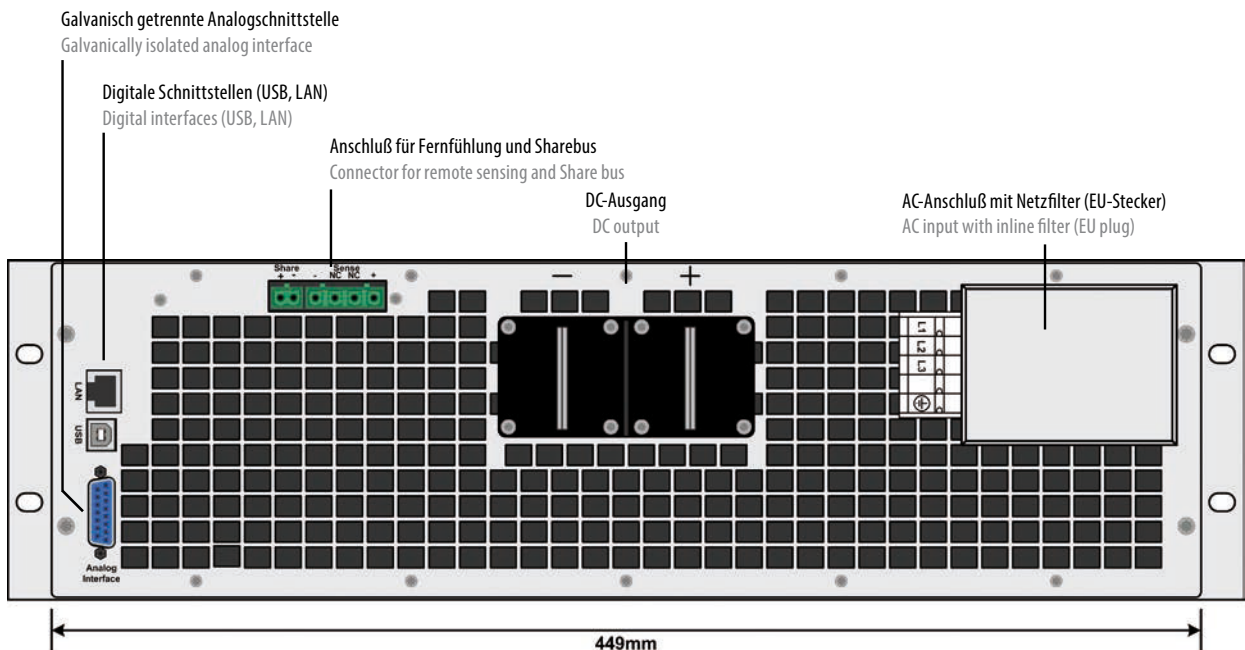 Galvanisch getrennte Analogschnittstelle
Galvanically isolated analog interface
Digitale Schnittstellen (USB, LAN)
Digital interfaces (USB, LAN)
Anschluß für Fernfühlung und Sharebus
Connector for remote sensing and Share bus
DC-Ausgang
DC output
AC-Anschluß mit Netzfilter (EU-Stecker)
AC input with inline filter (EU plug)
Share Sense
+ - - NC NC +
− +
L1
L2
L3
LAN
USB
Analog
Interface
449mm